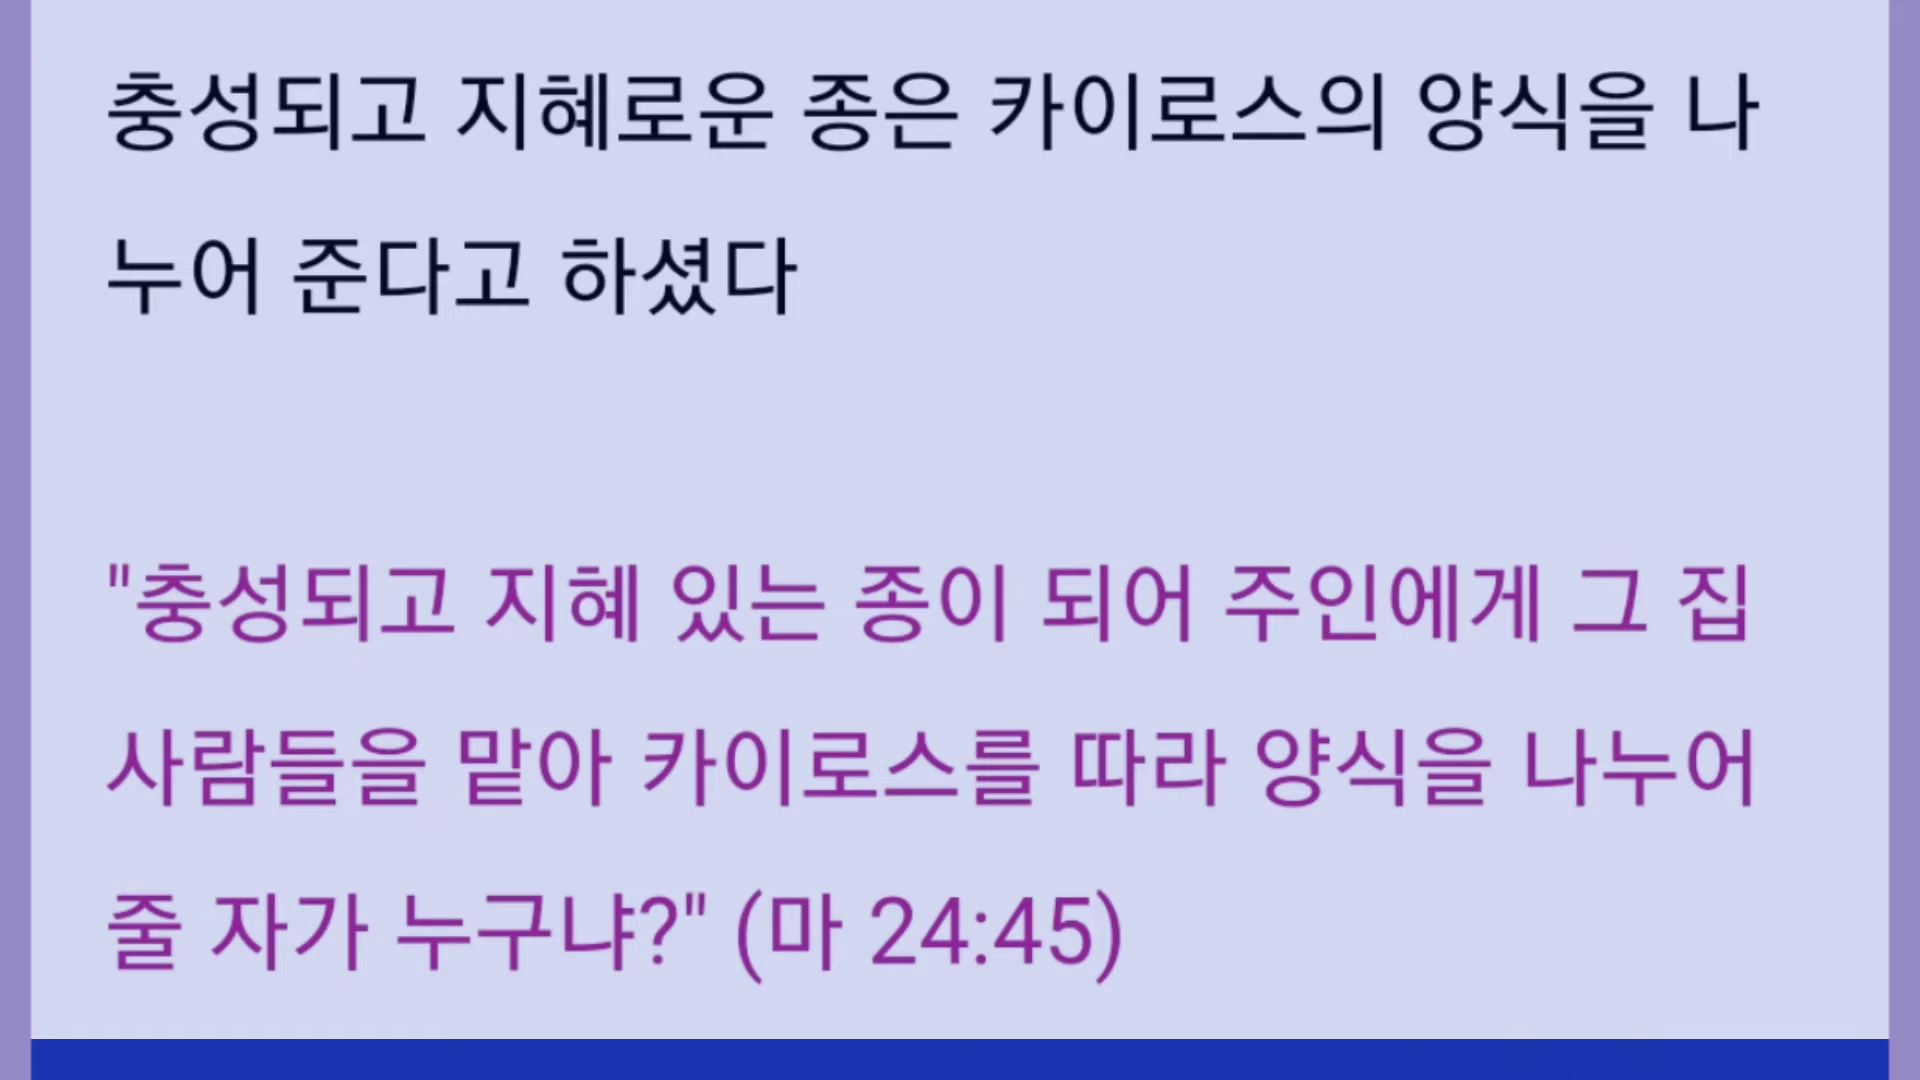 충성되고 지혜로운 종은 카이로스의 양식을 나
누어 준다고 하셨다
"충성되고 지혜 있는 종이 되어 주인에게 그 집
사람들을 맡아 카이로스를 따라 양식을 나누어
줄 자가 누구냐?" (마 24:45)